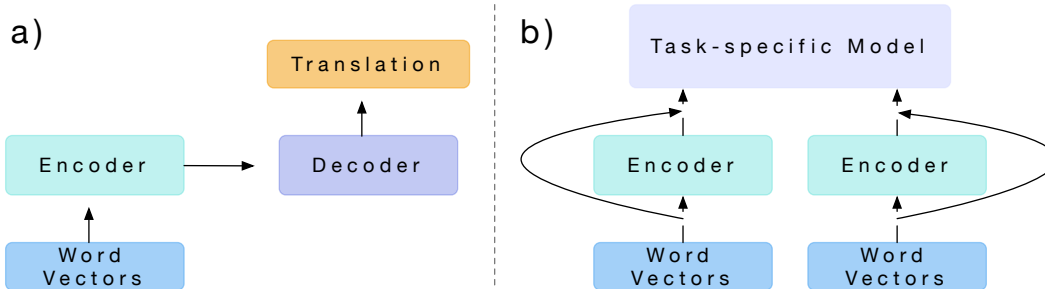 a)
Translation
Encoder
Decoder
Word
Vectors
b)
Task-specific Model
Encoder
Encoder
Word
Vectors
Word
Vectors